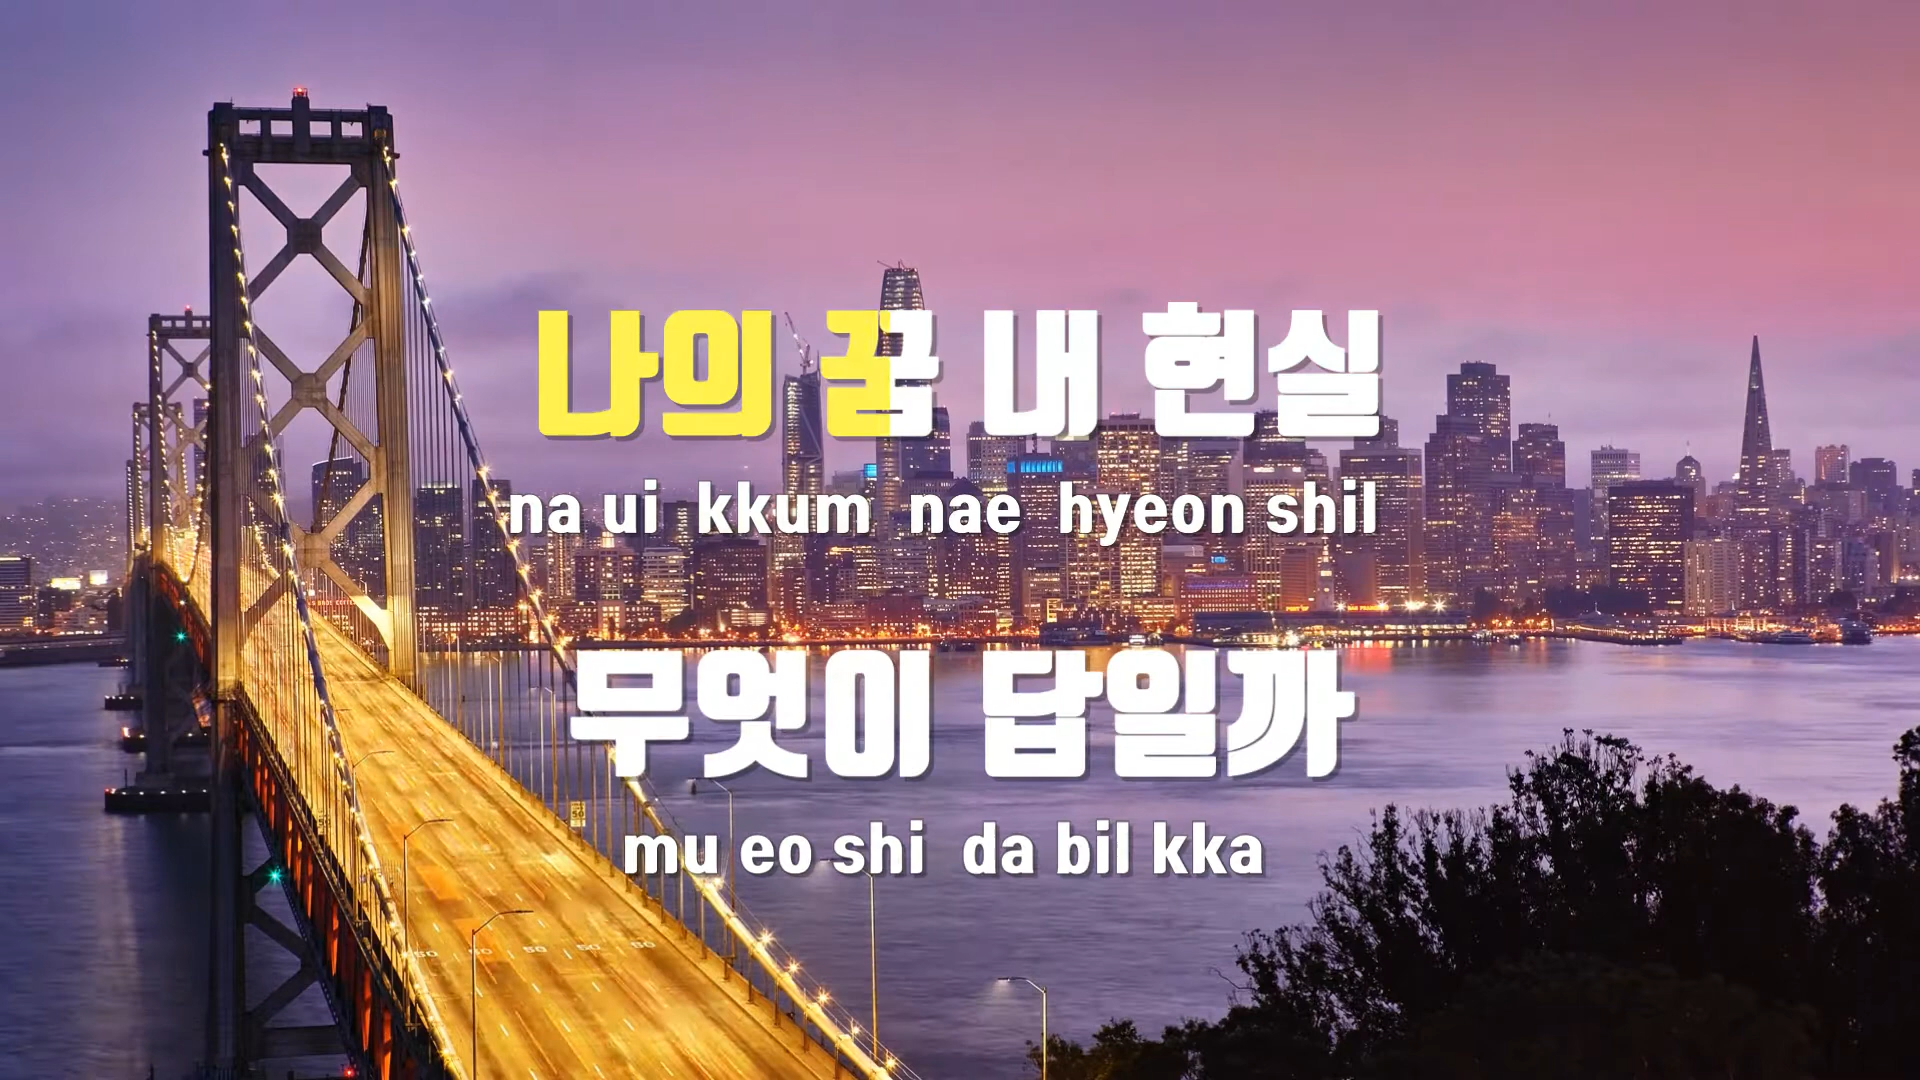 나의 꿈 내 현실
na ui kkum nae hyeon shil
무엇이 답일까
mu eo shi da bil kka